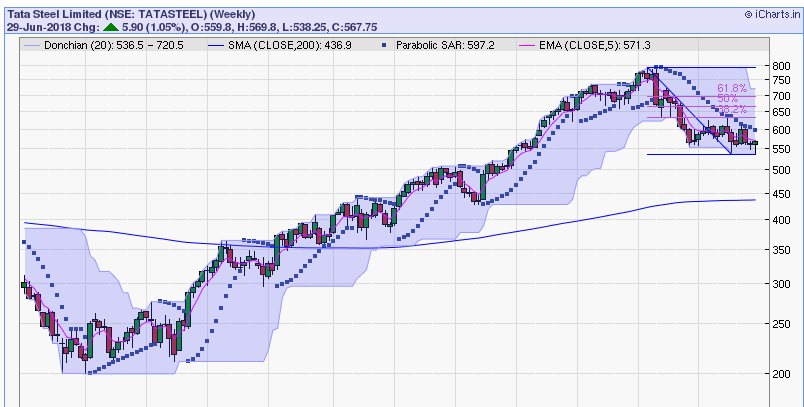 Tata Steel Limited (NSE: TATASTEEL) (Weekly)
© iCharts.in
29-Jun-2018 Chg: 5.90 (1.05%), O:559.8, H:569.8, L:538.25, C:567.75
Donchian (20): 536.5 – 720.5
SMA (CLOSE,200): 436.9
Parabolic SAR: 597.2
EMA (CLOSE,5): 571.3
800
750
61.8%
700
50%
650
38.2%
600
550
500
450
400
350
300
250
200